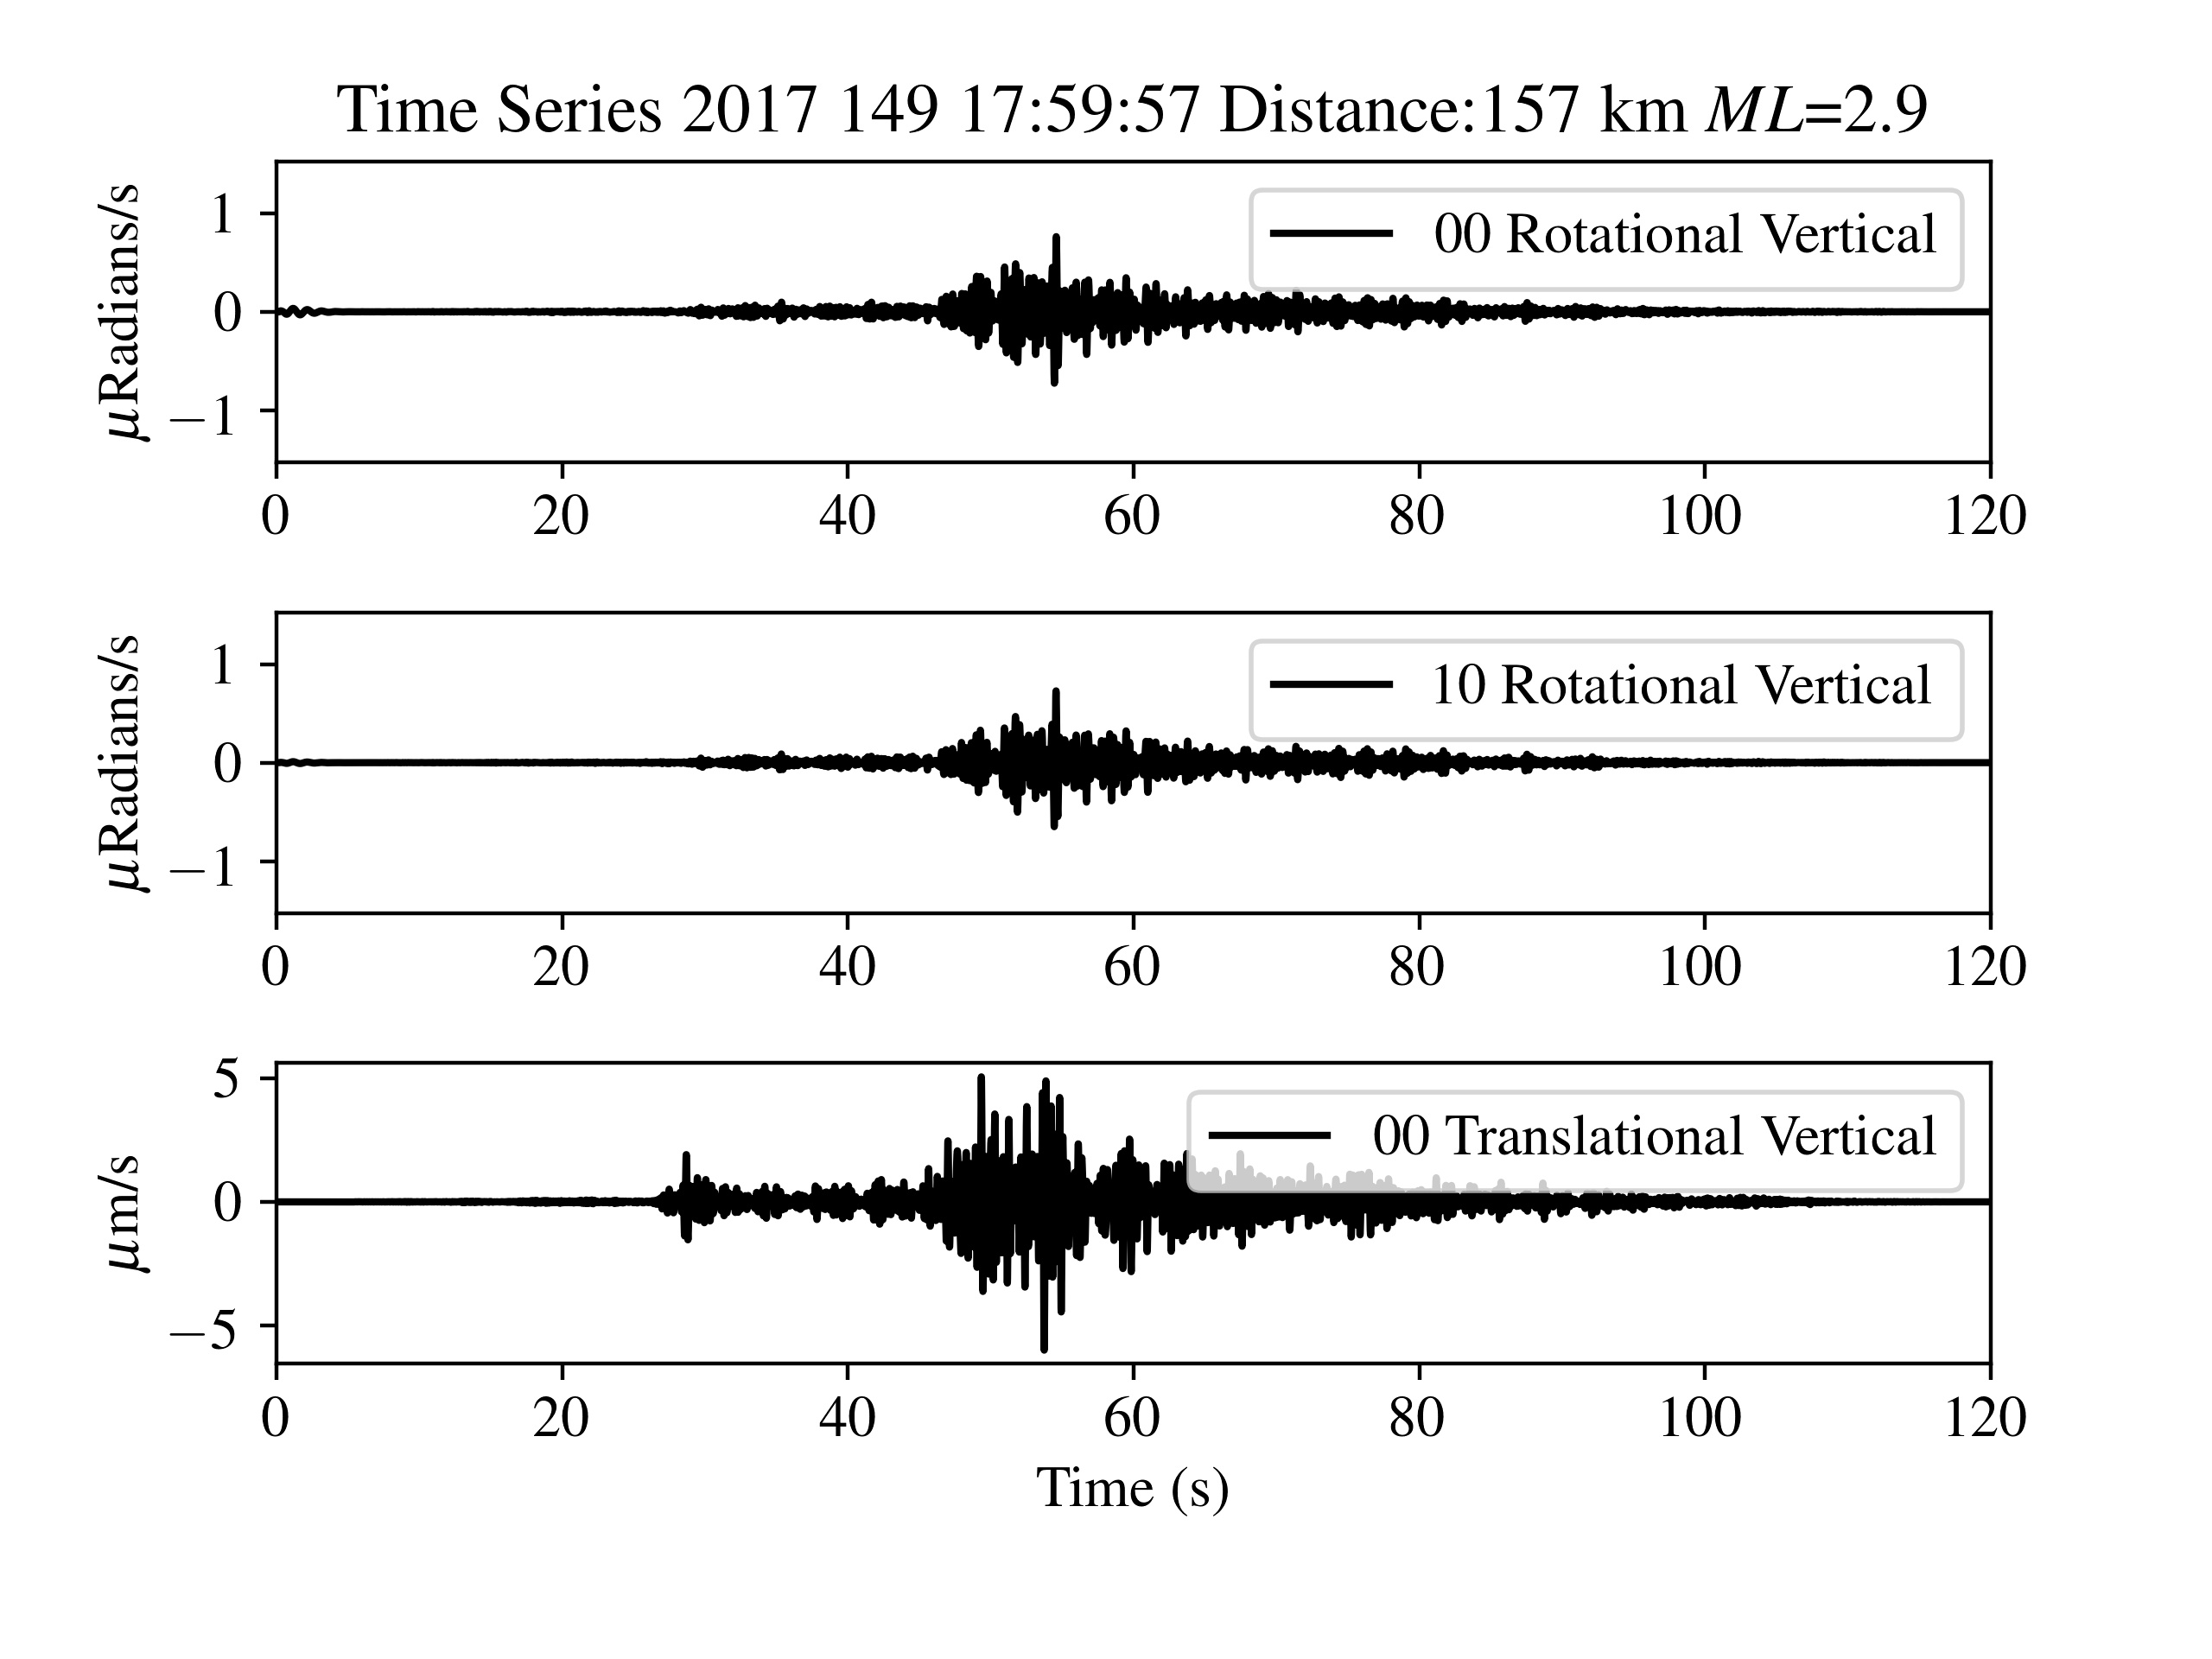 Time Series 2017 149 17:59:57 Distance:157 km ML=2.9
µRadians/s
1
0
−1
00 Rotational Vertical
0 20 40 60 80 100 120
µRadians/s
1
0
−1
10 Rotational Vertical
0 20 40 60 80 100 120
µm/s
5
0
−5
00 Translational Vertical
0 20 40 60 80 100 120
Time (s)